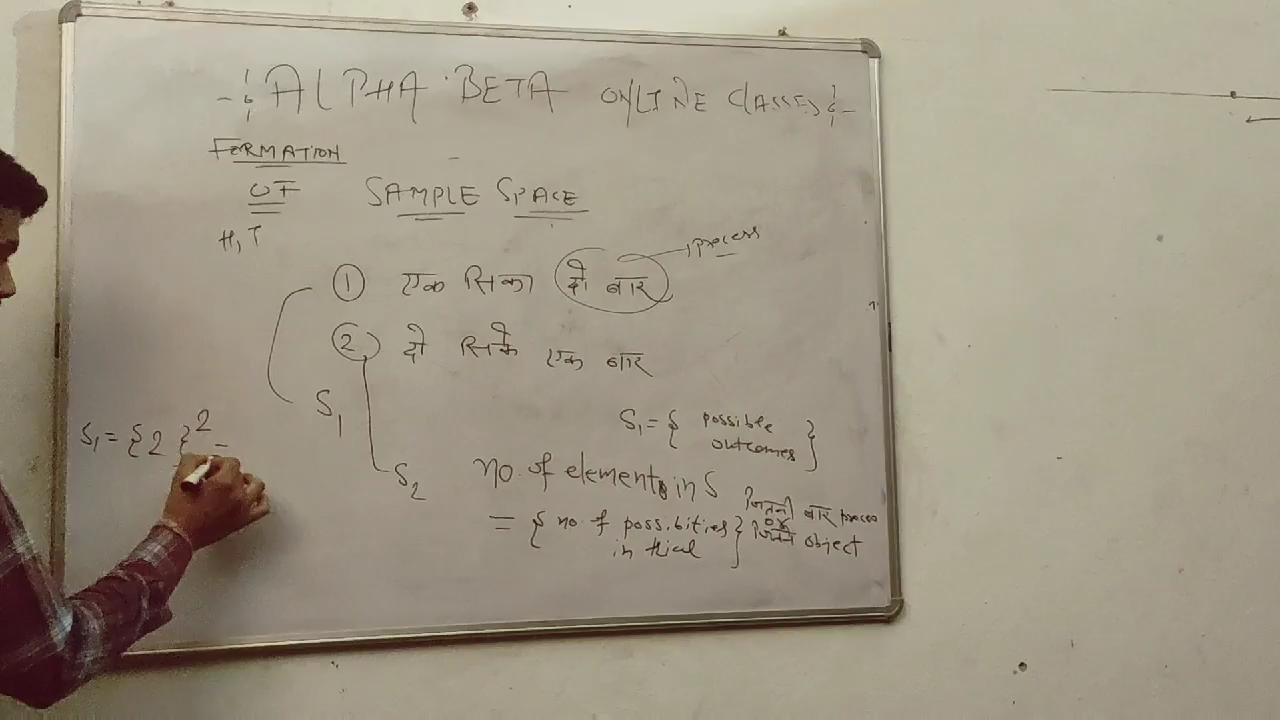 -: ALPHA BETA ONLINE CLASSES :-
FORMATION
OF SAMPLE SPACE
H, T
process
① एक सिका दो बार
② दो सिके एक बार
S₁
S₁ = { possible
outcomes }
S₁ = { 2 }² =
S₂
no. of elements in S
= { no. of possibities
in trial }
जितनी बार process
or
जितने object